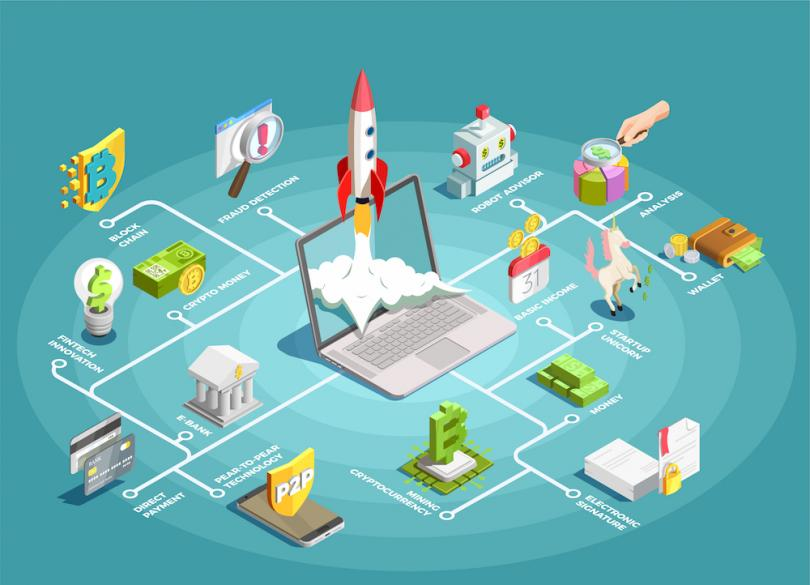 BLOCK
CHAIN
FRAUD DETECTION
ROBOT ADVISOR
ANALYSIS
CRYPTO MONEY
31
BASIC INCOME
WALLET
FINTECH
INNOVATION
STARTUP
UNICORN
E-BANK
MONEY
BANK
DIRECT
PAYMENT
PEAR-TO-PEAR
TECHNOLOGY
P2P
MINING
CRYPTOCURRENCY
ELECTRONIC
SIGNATURE